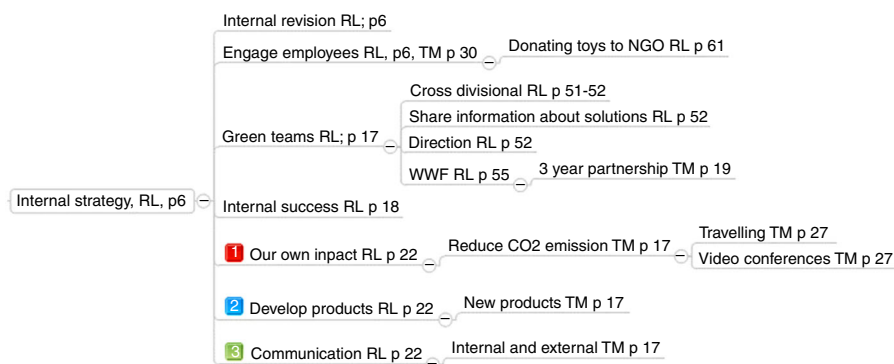 Internal strategy, RL, p6
Internal revision RL; p6
Engage employees RL, p6, TM p 30
Donating toys to NGO RL p 61
Green teams RL; p 17
Cross divisional RL p 51-52
Share information about solutions RL p 52
Direction RL p 52
WWF RL p 55
3 year partnership TM p 19
Internal success RL p 18
1 Our own inpact RL p 22
Reduce CO2 emission TM p 17
Travelling TM p 27
Video conferences TM p 27
2 Develop products RL p 22
New products TM p 17
3 Communication RL p 22
Internal and external TM p 17